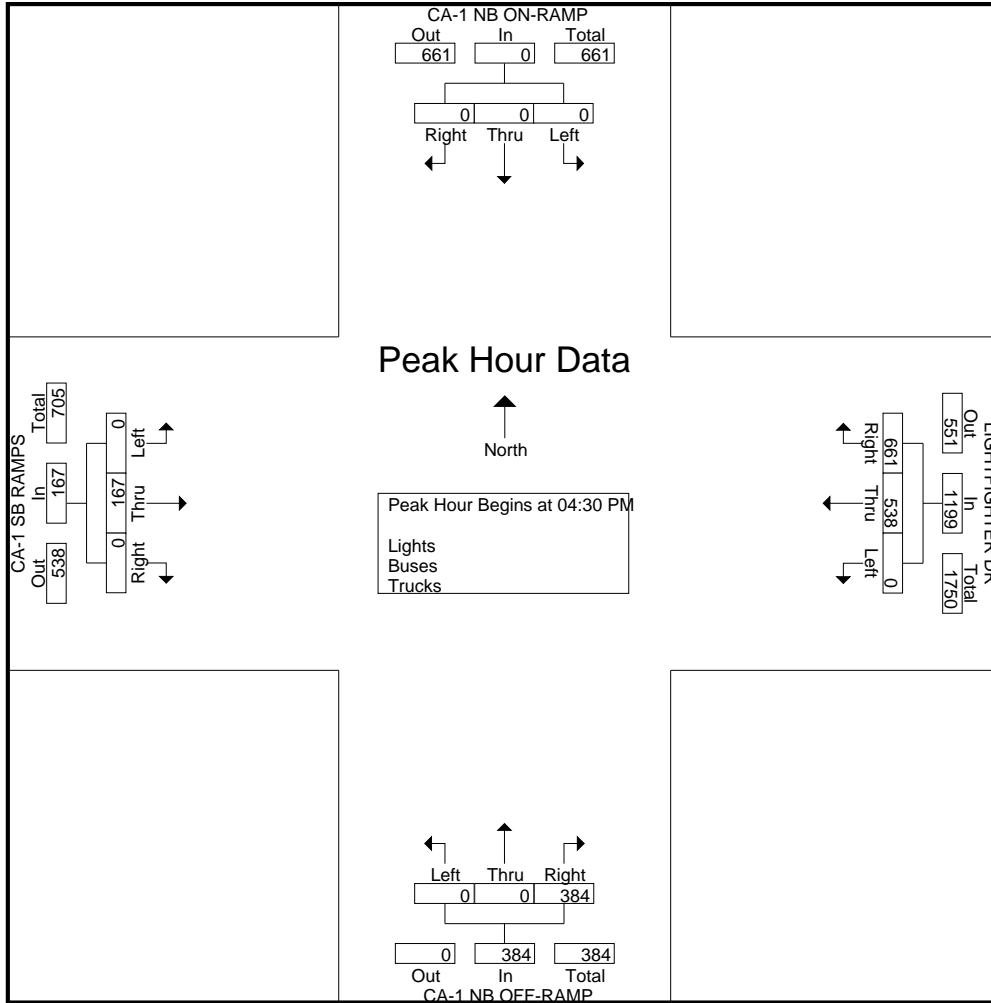 CA-1 NB ON-RAMP
Out In Total
661 0 661
0 0 0
Right Thru Left
Peak Hour Data
North
Peak Hour Begins at 04:30 PM
Lights
Buses
Trucks
CA-1 SB RAMPS
Out In Total
538 167 705
0 167 0
Right Thru Left
LIGHTFIGHTER DR
Out In Total
551 1199 1750
661 538 0
Right Thru Left
Left Thru Right
0 0 384
0 384 384
Out In Total
CA-1 NB OFF-RAMP